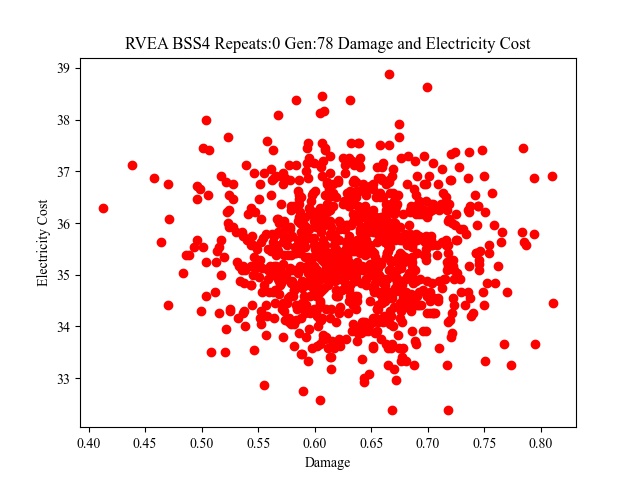 RVEA BSS4 Repeats:0 Gen:78 Damage and Electricity Cost
39
38
37
36
35
34
33
Electricity Cost
0.40 0.45 0.50 0.55 0.60 0.65 0.70 0.75 0.80
Damage